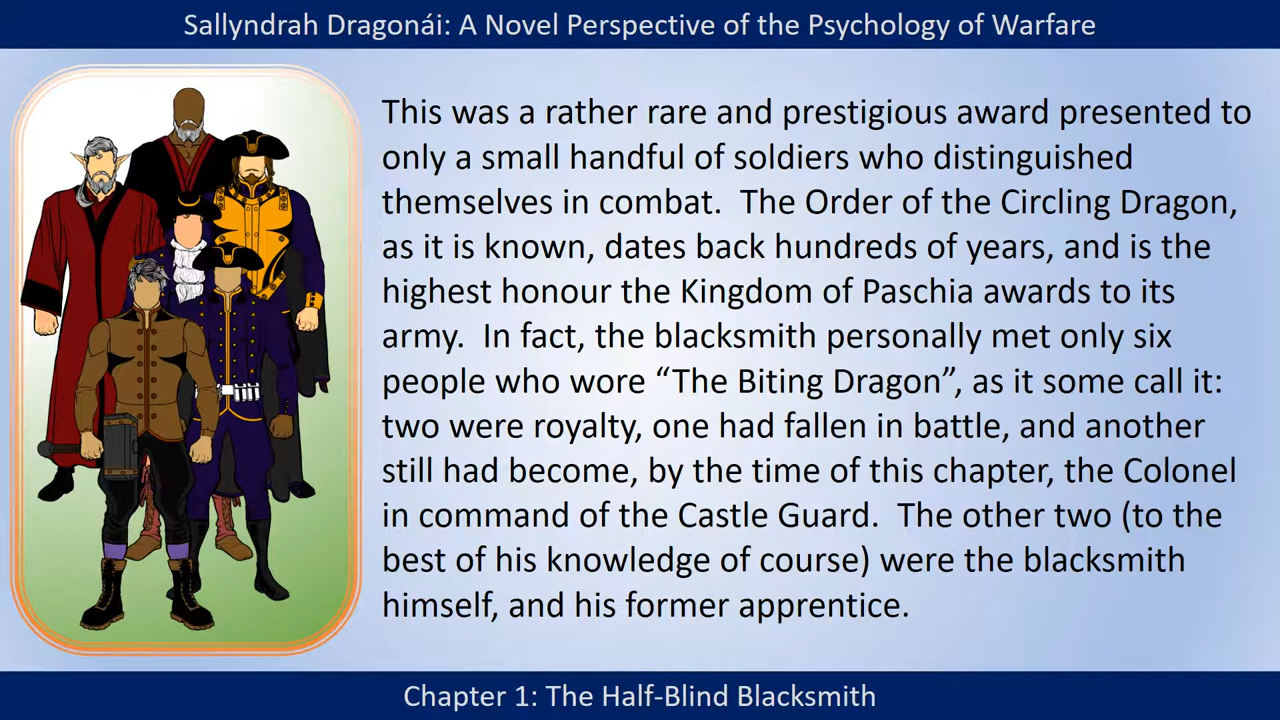 Sallyndrah Dragonái: A Novel Perspective of the Psychology of Warfare
This was a rather rare and prestigious award presented to
only a small handful of soldiers who distinguished
themselves in combat.  The Order of the Circling Dragon,
as it is known, dates back hundreds of years, and is the
highest honour the Kingdom of Paschia awards to its
army.  In fact, the blacksmith personally met only six
people who wore “The Biting Dragon”, as it some call it:
two were royalty, one had fallen in battle, and another
still had become, by the time of this chapter, the Colonel
in command of the Castle Guard.  The other two (to the
best of his knowledge of course) were the blacksmith
himself, and his former apprentice.
Chapter 1: The Half-Blind Blacksmith